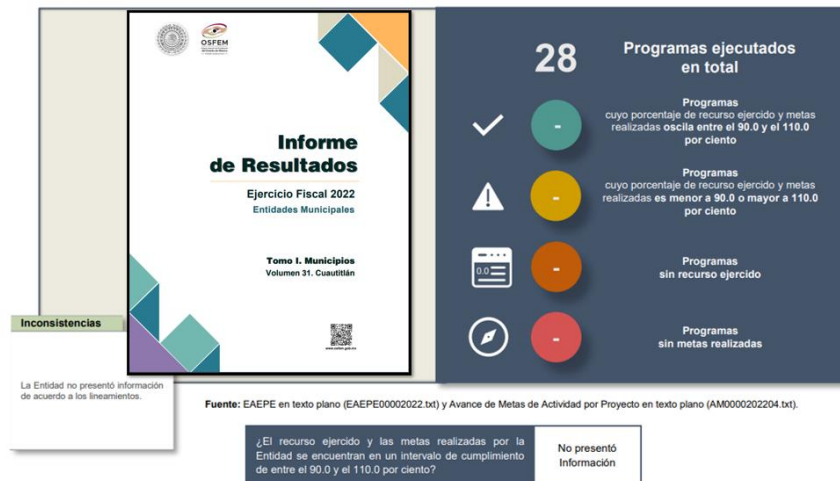 OSFEM
Informe
de Resultados
Ejercicio Fiscal 2022
Entidades Municipales
Tomo I. Municipios
Volumen 31. Cuautitlán
www.osfem.gob.mx
28
Programas ejecutados
en total
-
Programas
cuyo porcentaje de recurso ejercido y metas
realizadas oscila entre el 90.0 y el 110.0
por ciento
-
Programas
cuyo porcentaje de recurso ejercido y metas
realizadas es menor a 90.0 o mayor a 110.0
por ciento
0.0
-
Programas
sin recurso ejercido
-
Programas
sin metas realizadas
Inconsistencias
La Entidad no presentó información
de acuerdo a los lineamientos.
Fuente: EAEPE en texto plano (EAEPE00002022.txt) y Avance de Metas de Actividad por Proyecto en texto plano (AM0000202204.txt).
¿El recurso ejercido y las metas realizadas por la
Entidad se encuentran en un intervalo de cumplimiento
de entre el 90.0 y el 110.0 por ciento?
No presentó
Información